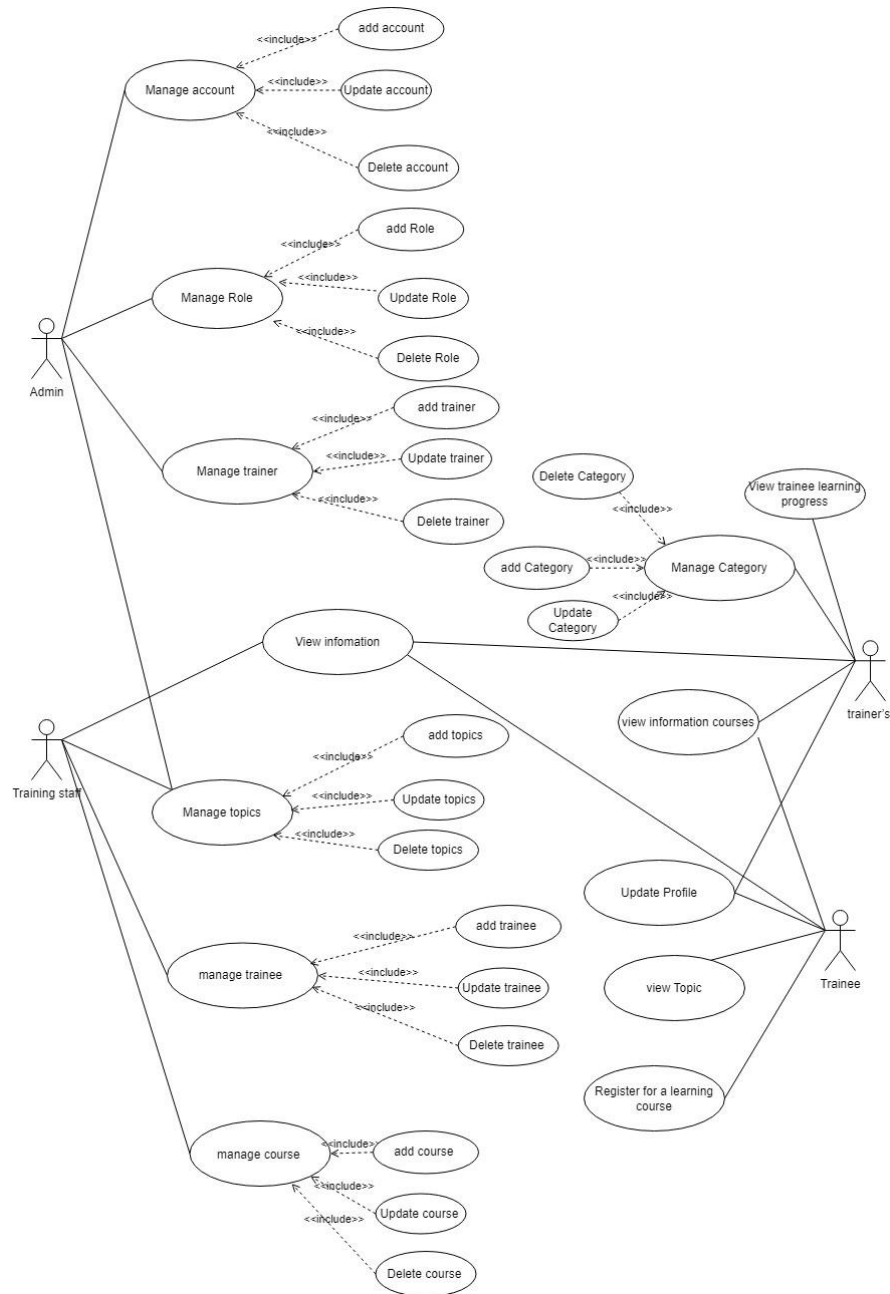 add account
<<include>>
Manage account
<<include>>
Update account
<<include>>
Delete account
add Role
<<include>>
Manage Role
<<include>>
Update Role
<<include>>
Delete Role
Admin
add trainer
<<include>>
Manage trainer
<<include>>
Update trainer
<<include>>
Delete trainer
Delete Category
<<include>>
View trainee learning
progress
add Category
<<include>>
Manage Category
<<include>>
Update
Category
View infomation
trainer's
view information courses
Training staff
add topics
<<include>>
Manage topics
<<include>>
Update topics
<<include>>
Delete topics
Update Profile
add trainee
<<include>>
manage trainee
<<include>>
Update trainee
<<include>>
Delete trainee
view Topic
Trainee
Register for a learning
course
manage course
<<include>>
add course
<<include>>
Update course
<<include>>
Delete course